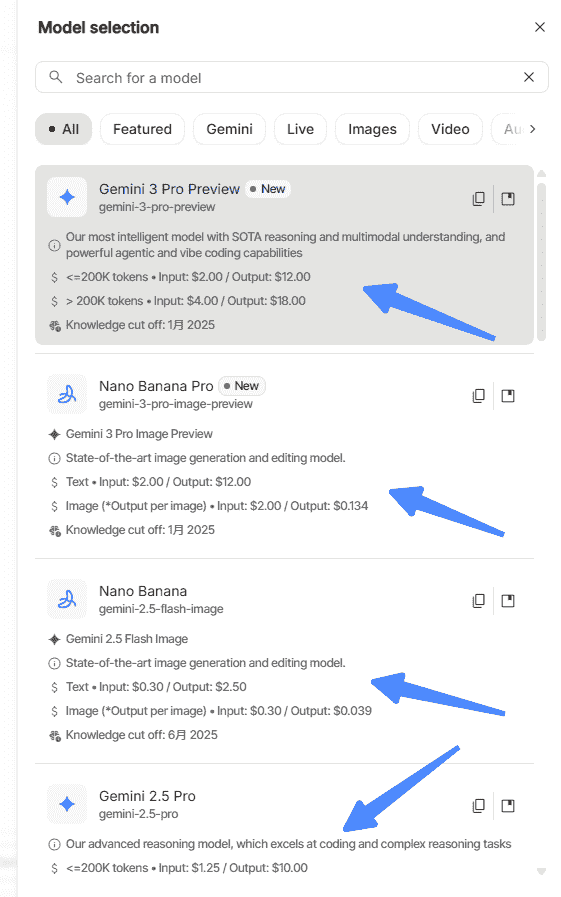 Model selection
Search for a model
All Featured Gemini Live Images Video Au
Gemini 3 Pro Preview New
gemini-3-pro-preview
Our most intelligent model with SOTA reasoning and multimodal understanding, and
powerful agentic and vibe coding capabilities
$ <=200K tokens • Input: $2.00 / Output: $12.00
$ > 200K tokens • Input: $4.00 / Output: $18.00
Knowledge cut off: 1月 2025
Nano Banana Pro New
gemini-3-pro-image-preview
Gemini 3 Pro Image Preview
State-of-the-art image generation and editing model.
$ Text • Input: $2.00 / Output: $12.00
$ Image (*Output per image) • Input: $2.00 / Output: $0.134
Knowledge cut off: 1月 2025
Nano Banana
gemini-2.5-flash-image
Gemini 2.5 Flash Image
State-of-the-art image generation and editing model.
$ Text • Input: $0.30 / Output: $2.50
$ Image (*Output per image) • Input: $0.30 / Output: $0.039
Knowledge cut off: 6月 2025
Gemini 2.5 Pro
gemini-2.5-pro
Our advanced reasoning model, which excels at coding and complex reasoning tasks
$ <=200K tokens • Input: $1.25 / Output: $10.00